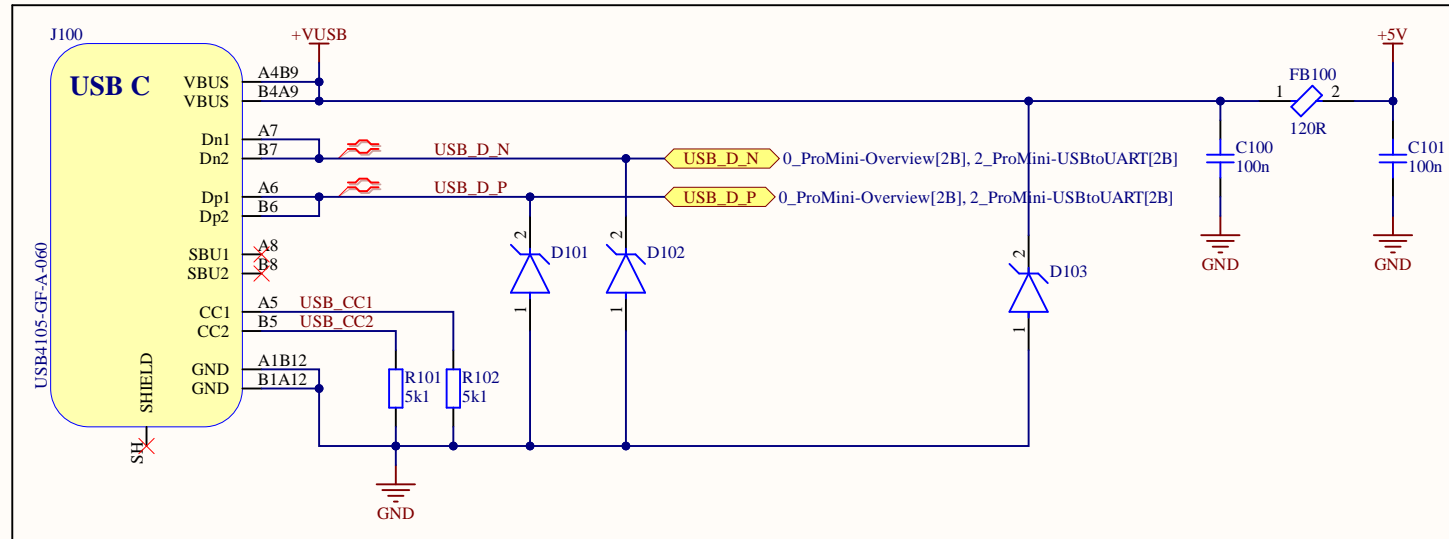 J100
+VUSB
+5V
USB C
VBUS A4B9
VBUS B4A9
FB100
1 2
120R
Dn1 A7
Dn2 B7
USB_D_N
USB_D_N 0_ProMini-Overview[2B], 2_ProMini-USBtoUART[2B]
C100
100n
C101
100n
Dp1 A6
Dp2 B6
USB_D_P
USB_D_P 0_ProMini-Overview[2B], 2_ProMini-USBtoUART[2B]
SBU1 A8
SBU2 B8
2 D101 1
2 D102 1
2 D103 1
GND
GND
CC1 A5 USB_CC1
CC2 B5 USB_CC2
GND A1B12
GND B1A12
R101
5k1
R102
5k1
USB4105-GF-A-060
SHIELD
SH
GND